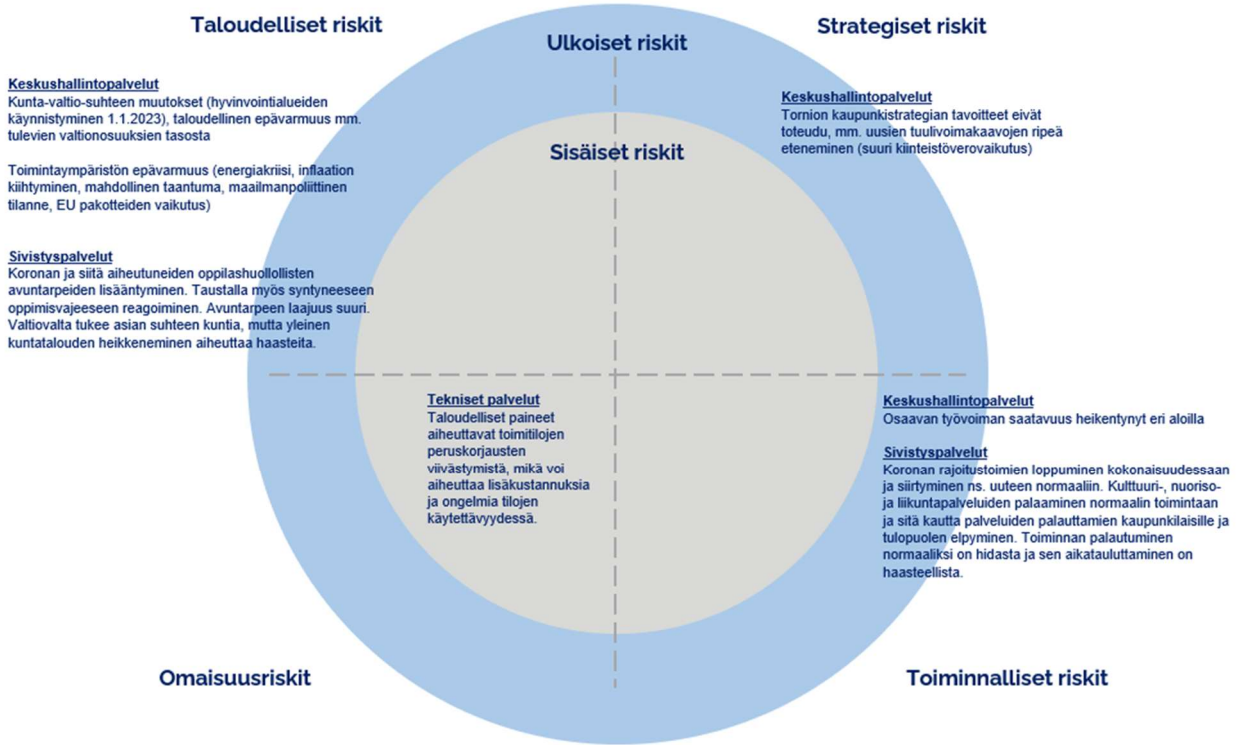 Taloudelliset riskit
Ulkoiset riskit
Strategiset riskit
Keskushallintopalvelut
Kunta-valtio-suhteen muutokset (hyvinvointialueiden
käynnistyminen 1.1.2023), taloudellinen epävarmuus mm.
tulevien valtionosuuksien tasosta
Toimintaympäristön epävarmuus (energiakriisi, inflaation
kiihtyminen, mahdollinen taantuma, maailmanpoliittinen
tilanne, EU pakotteiden vaikutus)
Sivistyspalvelut
Koronan ja siitä aiheutuneiden oppilashuollollisten
avuntarpeiden lisääntyminen. Taustalla myös syntyneeseen
oppimisvajeeseen reagoiminen. Avuntarpeen laajuus suuri.
Valtiovalta tukee asian suhteen kuntia, mutta yleinen
kuntatalouden heikkeneminen aiheuttaa haasteita.
Keskushallintopalvelut
Tornion kaupunkistrategian tavoitteet eivät
toteudu, mm. uusien tuulivoimakaavojen ripeä
eteneminen (suuri kiinteistöverovaikutus)
Sisäiset riskit
Tekniset palvelut
Taloudelliset paineet
aiheuttavat toimitilojen
peruskorjausten
viivästymistä, mikä voi
aiheuttaa lisäkustannuksia
ja ongelmia tilojen
käytettävyydessä.
Keskushallintopalvelut
Osaavan työvoiman saatavuus heikentynyt eri aloilla
Sivistyspalvelut
Koronan rajoitustoimien loppuminen kokonaisuudessaan
ja siirtyminen ns. uuteen normaaliin. Kulttuuri-, nuoriso-
ja liikuntapalveluiden palaaminen normaalin toimintaan
ja sitä kautta palveluiden palauttamien kaupunkilaisille ja
tulopuolen elpyminen. Toiminnan palautuminen
normaaliksi on hidasta ja sen aikatauluttaminen on
haasteellista.
Omaisuusriskit
Toiminnalliset riskit